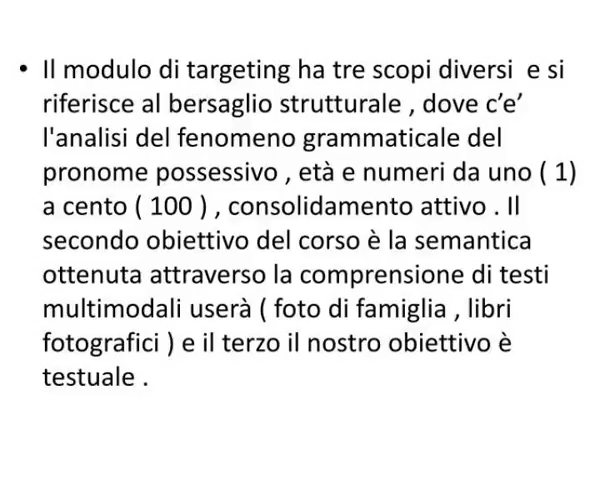 • Il modulo di targeting ha tre scopi diversi  e si
riferisce al bersaglio strutturale , dove c'e'
l'analisi del fenomeno grammaticale del
pronome possessivo , età e numeri da uno ( 1)
a cento ( 100 ) , consolidamento attivo . Il
secondo obiettivo del corso è la semantica
ottenuta attraverso la comprensione di testi
multimodali userà ( foto di famiglia , libri
fotografici ) e il terzo il nostro obiettivo è
testuale .